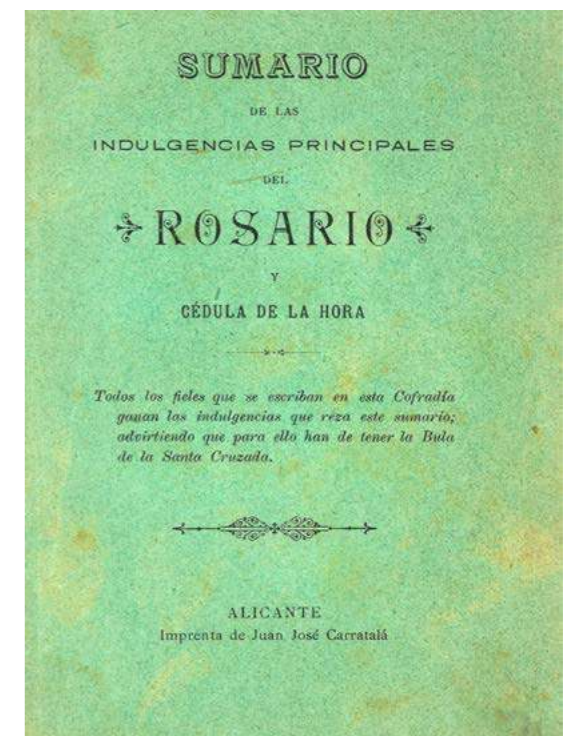 SUMARIO
DE LAS
INDULGENCIAS PRINCIPALES
DEL
ROSARIO
Y
CÉDULA DE LA HORA
Todos los fieles que se escriban en esta Cofradía
ganan las indulgencias que reza este sumario;
advirtiendo que para ello han de tener la Bula
de la Santa Cruzada.
ALICANTE
Imprenta de Juan José Carratalá